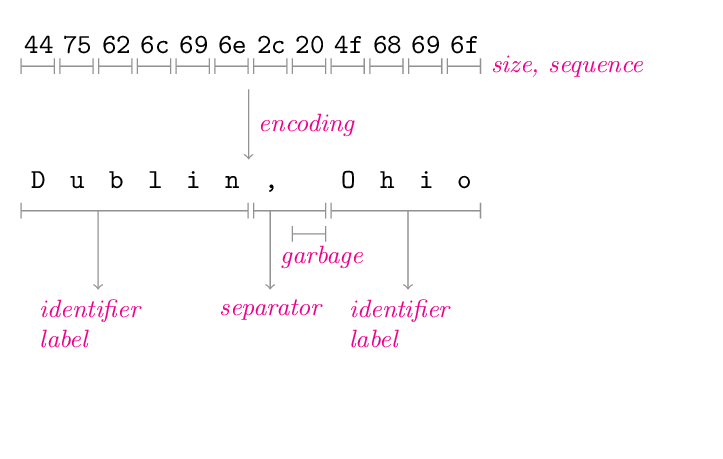 44 75 62 6c 69 6e 2c 20 4f 68 69 6f
size, sequence
encoding
D u b l i n , O h i o
garbage
identifier
label
separator
identifier
label